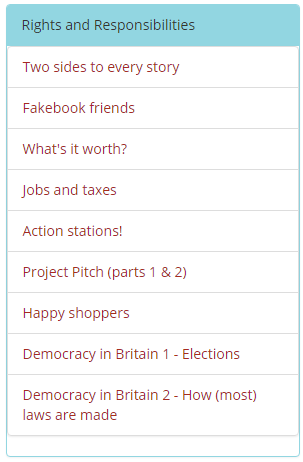 Rights and Responsibilities
Two sides to every story
Fakebook friends
What's it worth?
Jobs and taxes
Action stations!
Project Pitch (parts 1 & 2)
Happy shoppers
Democracy in Britain 1 - Elections
Democracy in Britain 2 - How (most)
laws are made